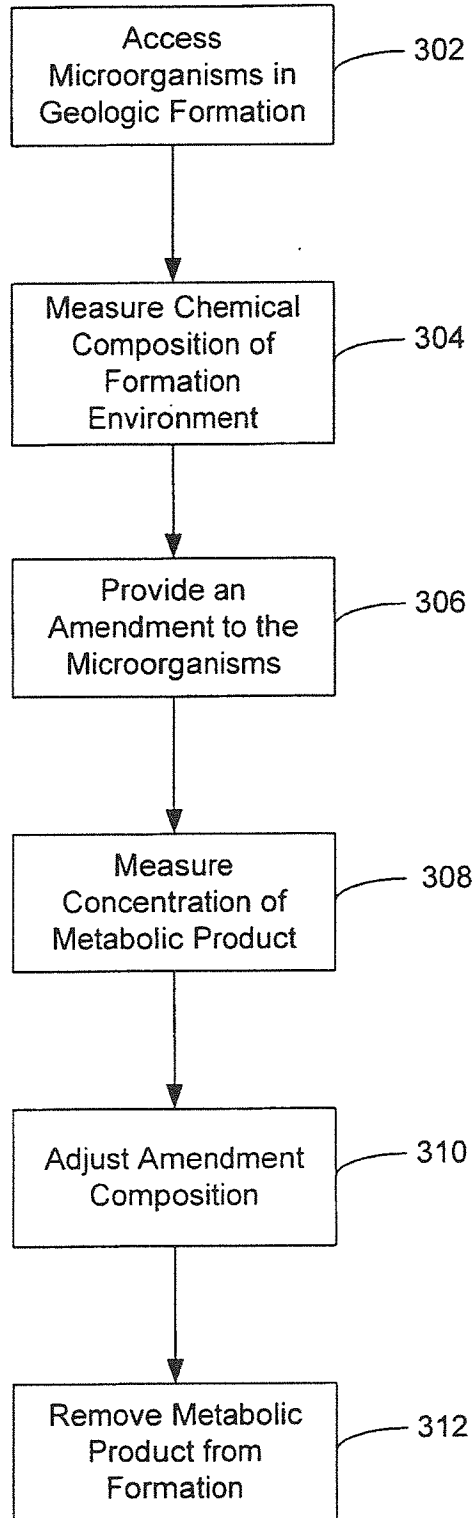 Access
Microorganisms in
Geologic Formation
302
Measure Chemical
Composition of
Formation
Environment
304
Provide an
Amendment to the
Microorganisms
306
Measure
Concentration of
Metabolic Product
308
Adjust Amendment
Composition
310
Remove Metabolic
Product from
Formation
312